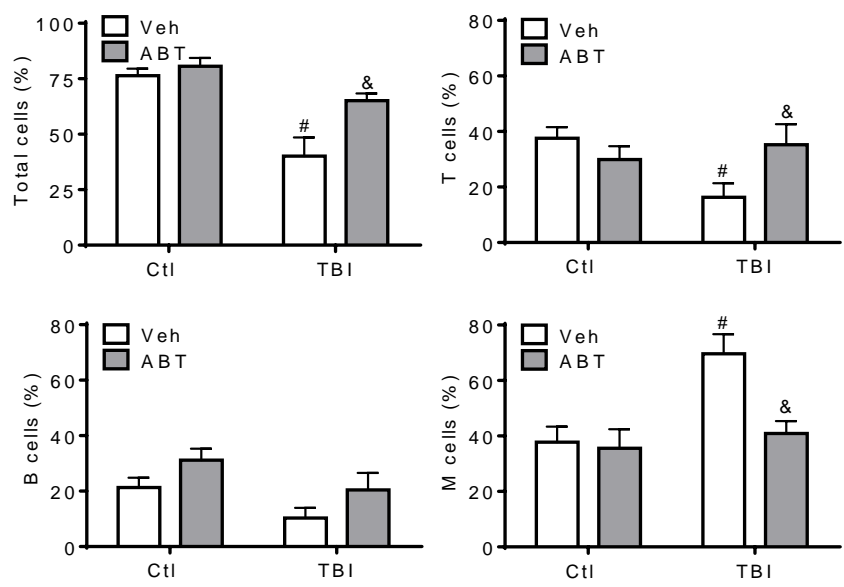 Total cells (%)
100
75
50
25
0
Veh
ABT
#
&
Ctl
TBI
T cells (%)
80
60
40
20
0
Veh
ABT
#
&
Ctl
TBI
B cells (%)
80
60
40
20
0
Veh
ABT
Ctl
TBI
M cells (%)
80
60
40
20
0
Veh
ABT
#
&
Ctl
TBI